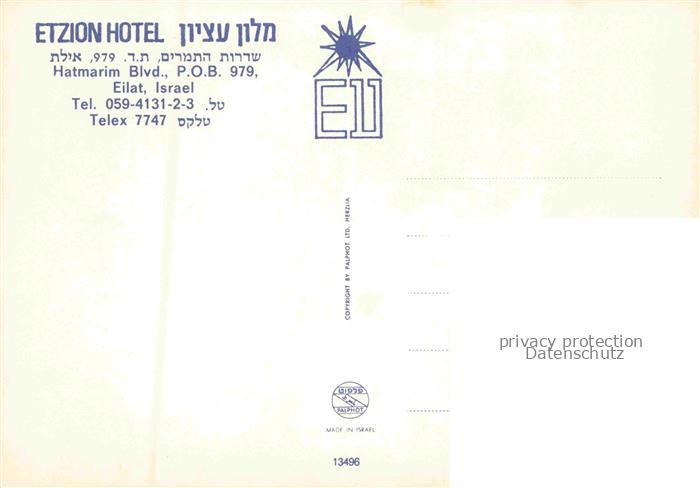 ETZION HOTEL מלון עציון
שדרות התמרים, ת.ד. 979, אילת
Hatmarim Blvd., P.O.B. 979,
Eilat, Israel
Tel. 059-4131-2-3 .טל
Telex 7747 טלקס
COPYRIGHT BY PALPHOT LTD. HERZLIA
privacy protection
Datenschutz
פלפוט
PALPHOT
MADE IN ISRAEL
13496